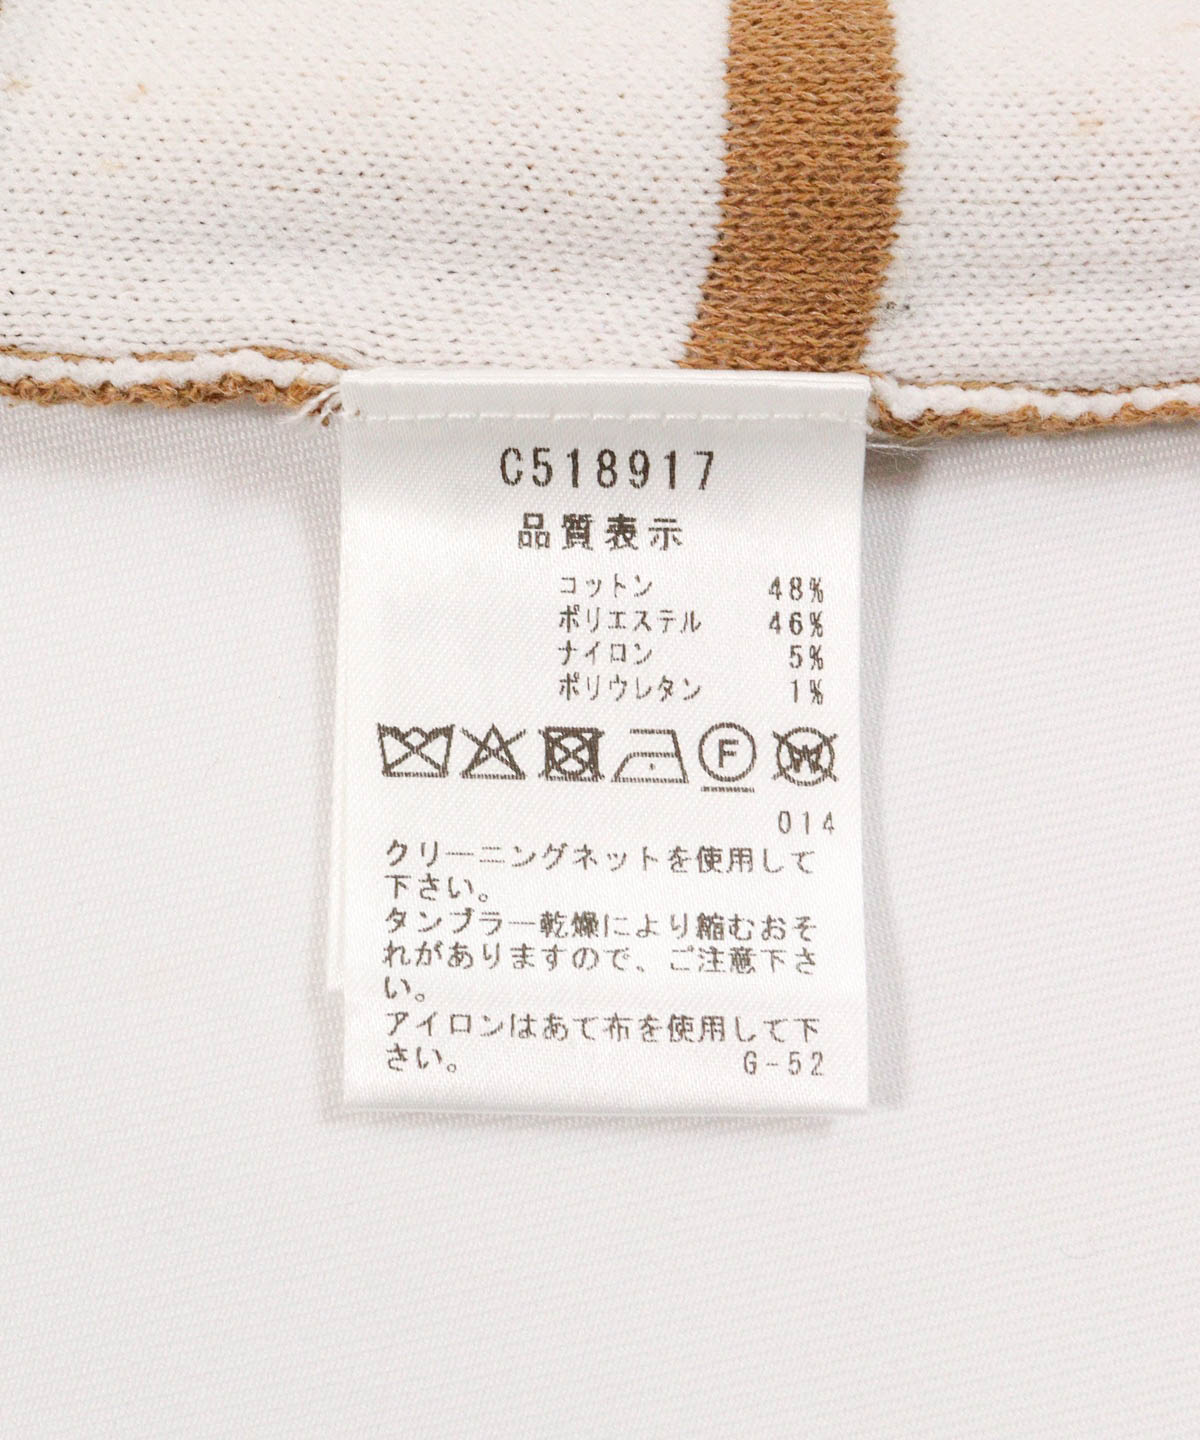 C518917
品質表示
コットン 48%
ポリエステル 46%
ナイロン 5%
ポリウレタン 1%
F W
014
クリーニングネットを使用して
下さい。
タンブラー乾燥により縮むおそ
れがありますので、ご注意下さ
い。
アイロンはあて布を使用して下
さい。 G-52